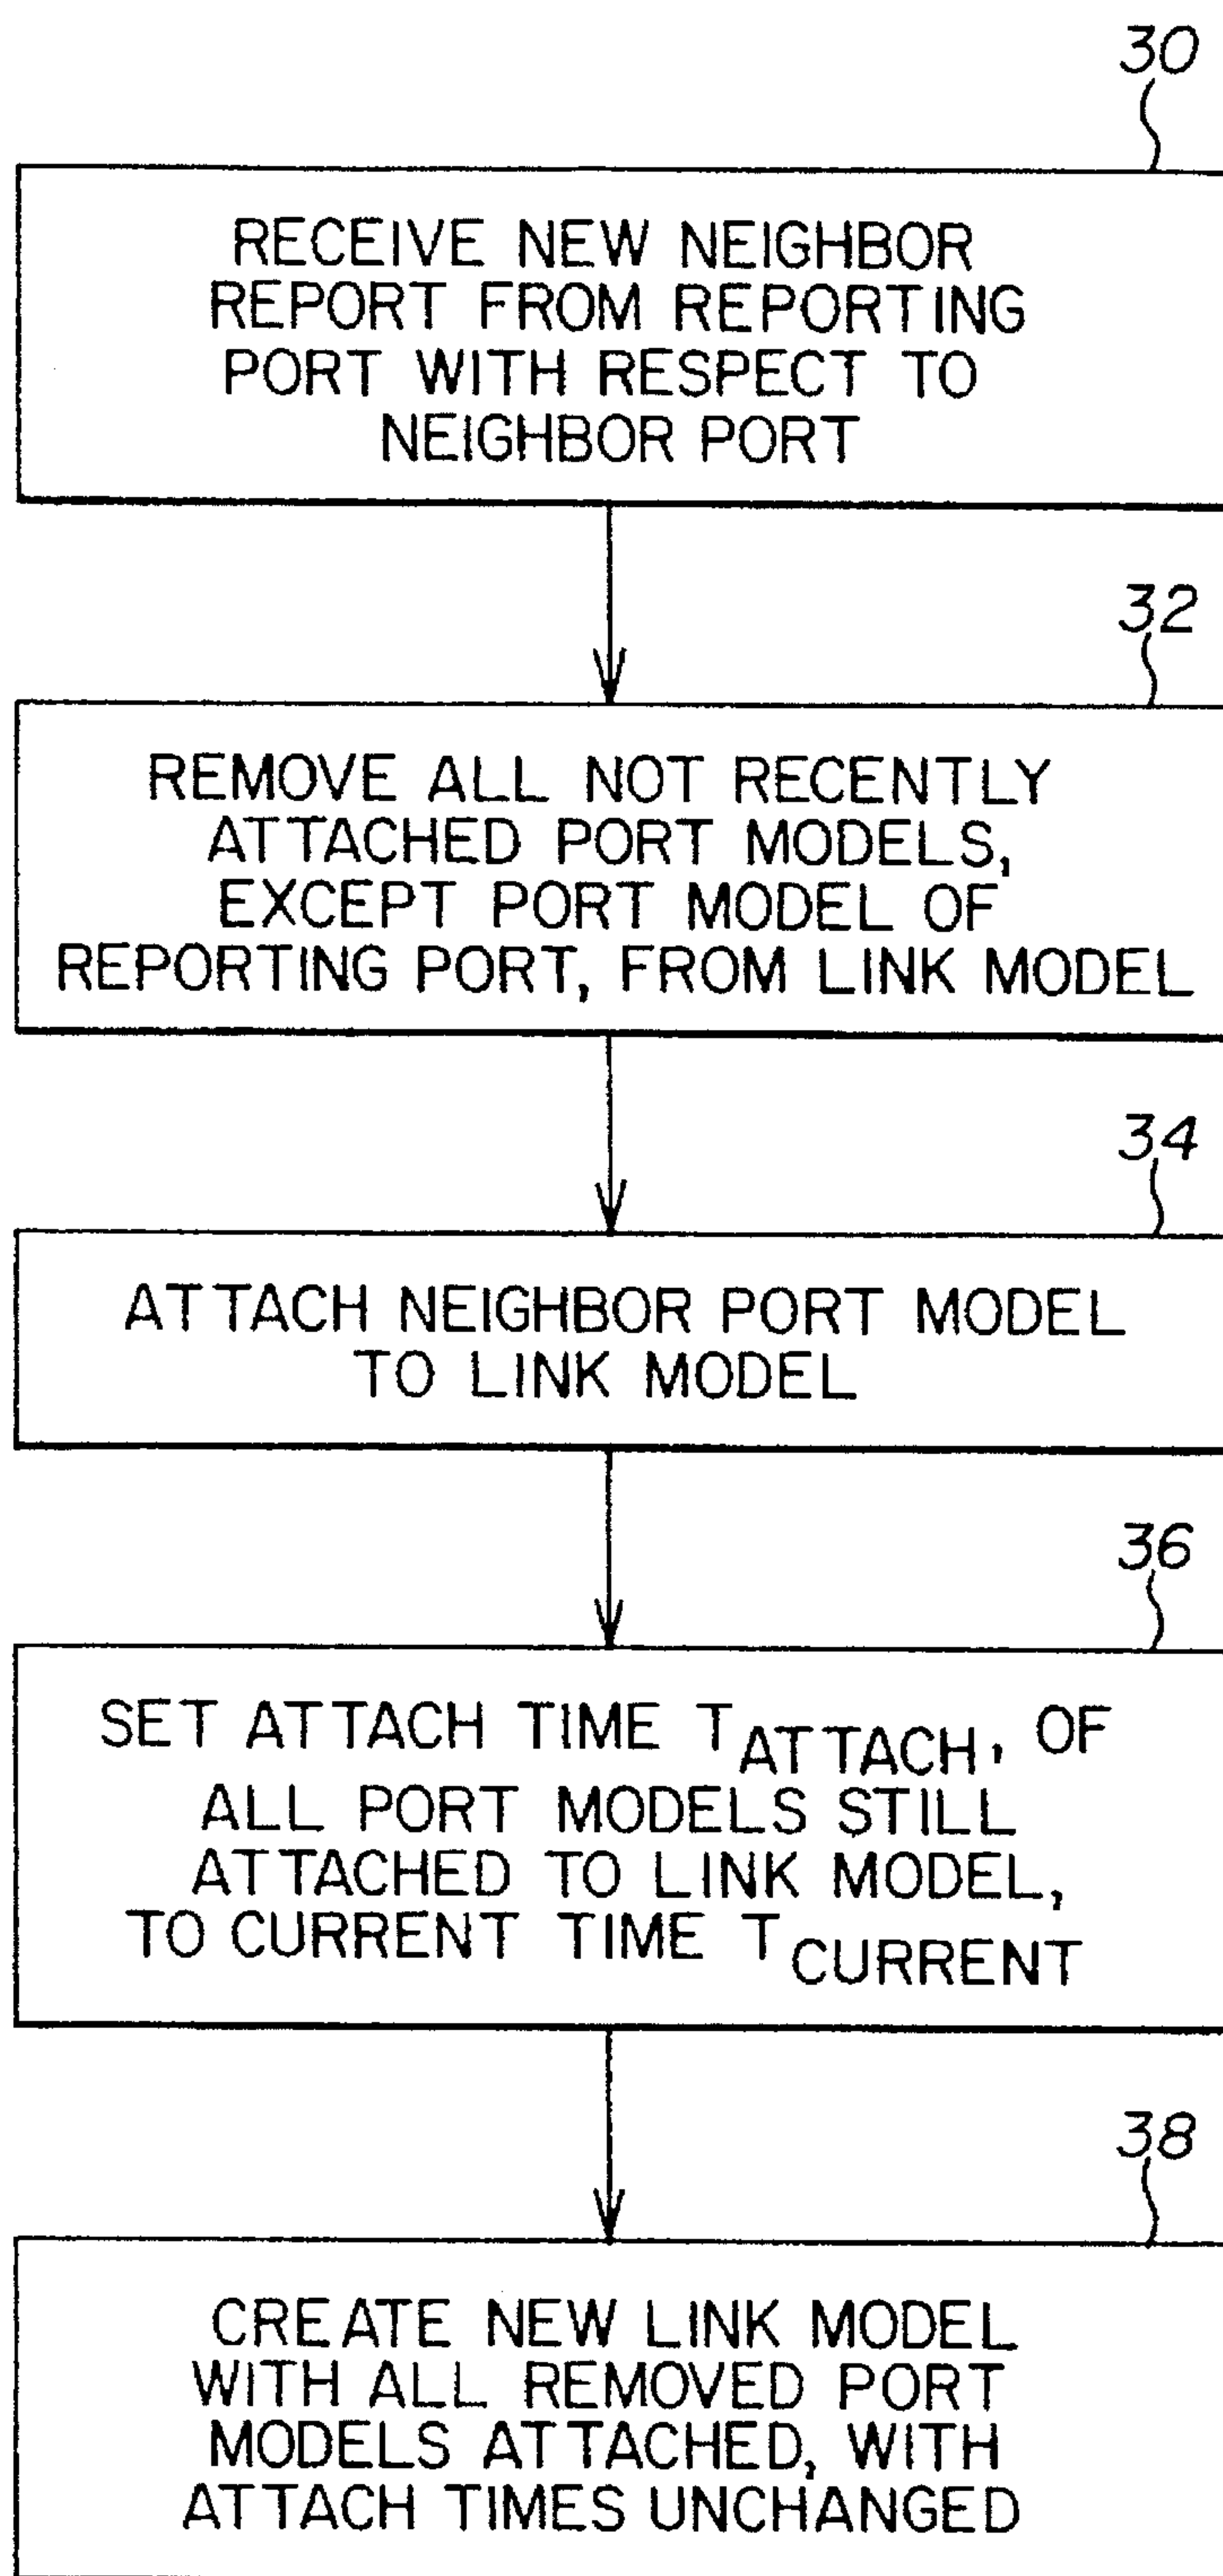 30
RECEIVE NEW NEIGHBOR
REPORT FROM REPORTING
PORT WITH RESPECT TO
NEIGHBOR PORT
32
REMOVE ALL NOT RECENTLY
ATTACHED PORT MODELS,
EXCEPT PORT MODEL OF
REPORTING PORT, FROM LINK MODEL
34
ATTACH NEIGHBOR PORT MODEL
TO LINK MODEL
36
SET ATTACH TIME T ATTACH, OF
ALL PORT MODELS STILL
ATTACHED TO LINK MODEL,
TO CURRENT TIME T CURRENT
38
CREATE NEW LINK MODEL
WITH ALL REMOVED PORT
MODELS ATTACHED, WITH
ATTACH TIMES UNCHANGED